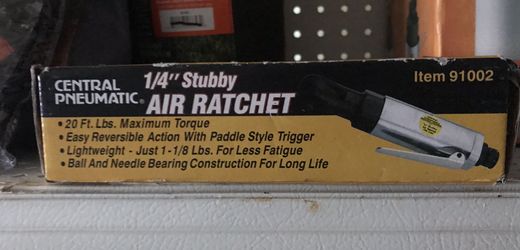 CENTRAL
PNEUMATIC®
1/4" Stubby
AIR RATCHET
Item 91002
• 20 Ft. Lbs. Maximum Torque
• Easy Reversible Action With Paddle Style Trigger
• Lightweight - Just 1-1/8 Lbs. For Less Fatigue
• Ball And Needle Bearing Construction For Long Life